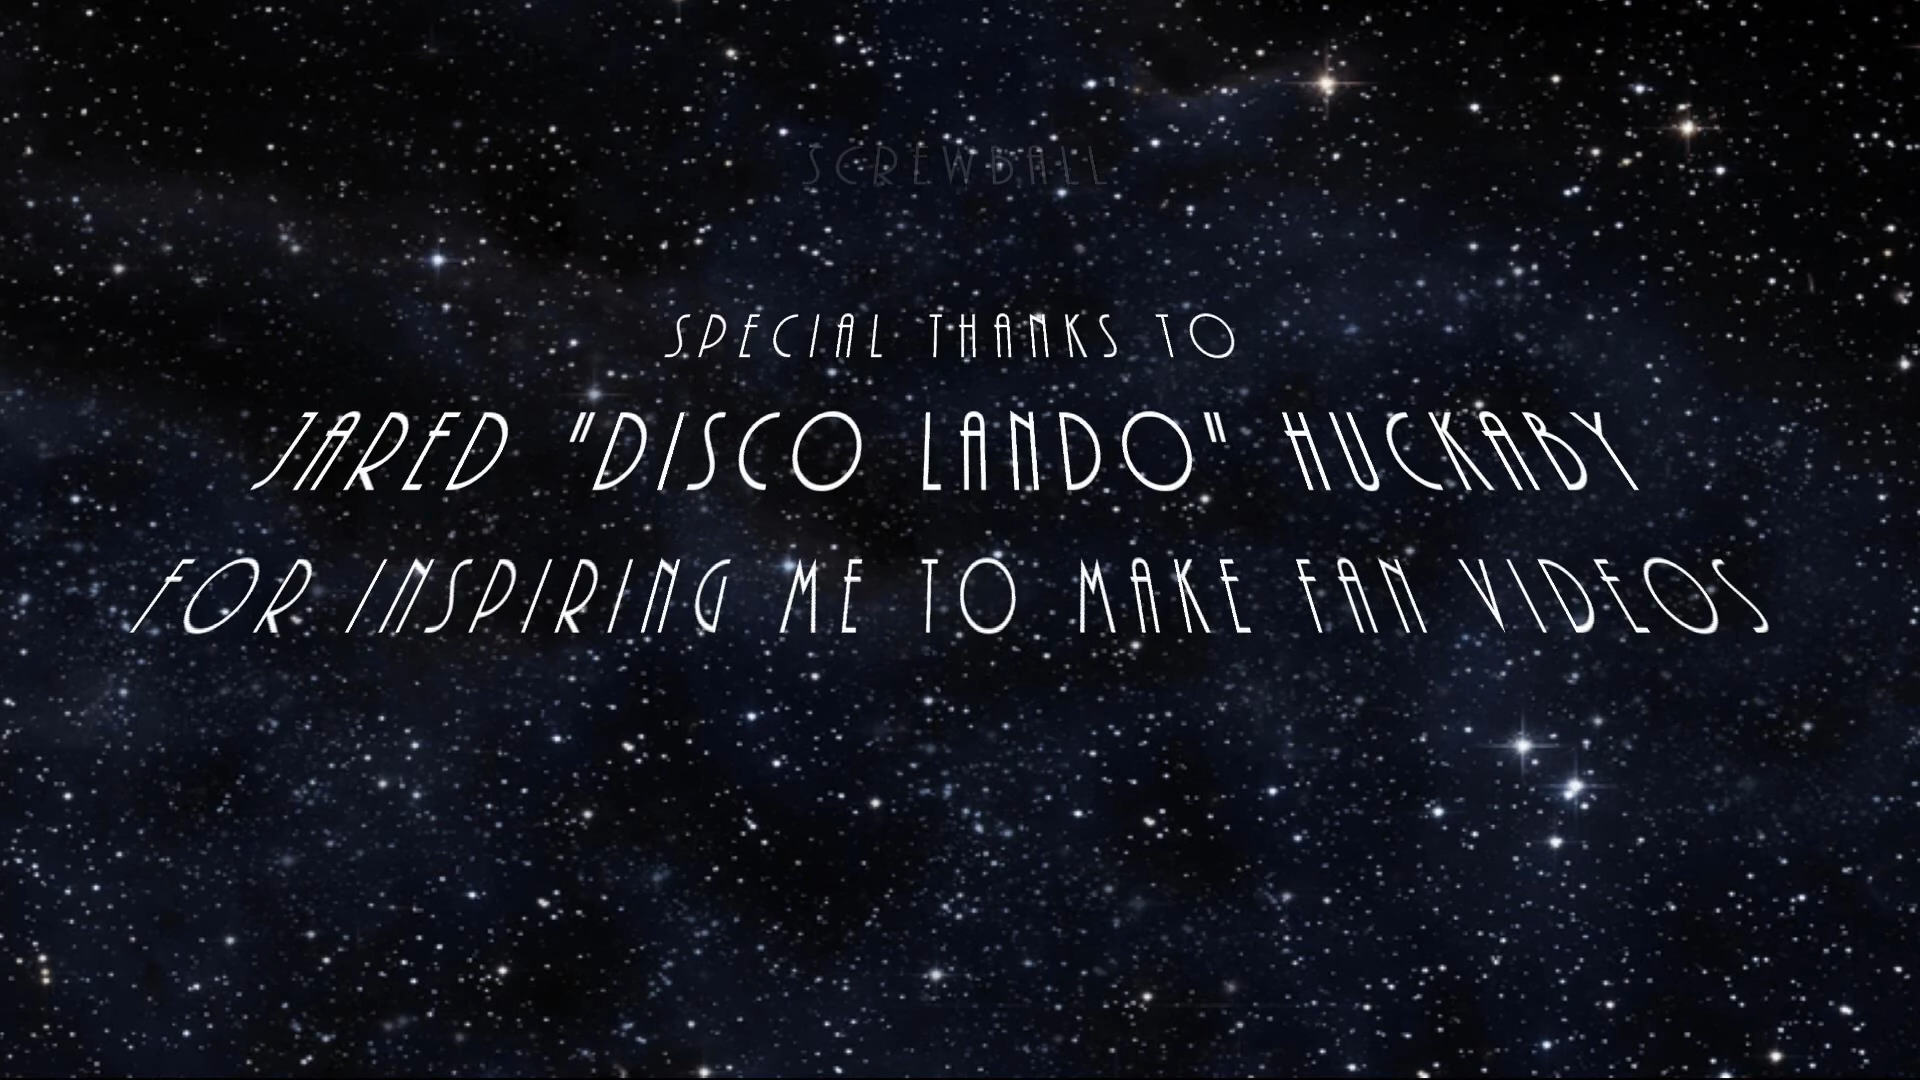 SCREWBALL
SPECIAL THANKS TO
JARED "DISCO LANDO" HUCKABY
FOR INSPIRING ME TO MAKE FAN VIDEOS